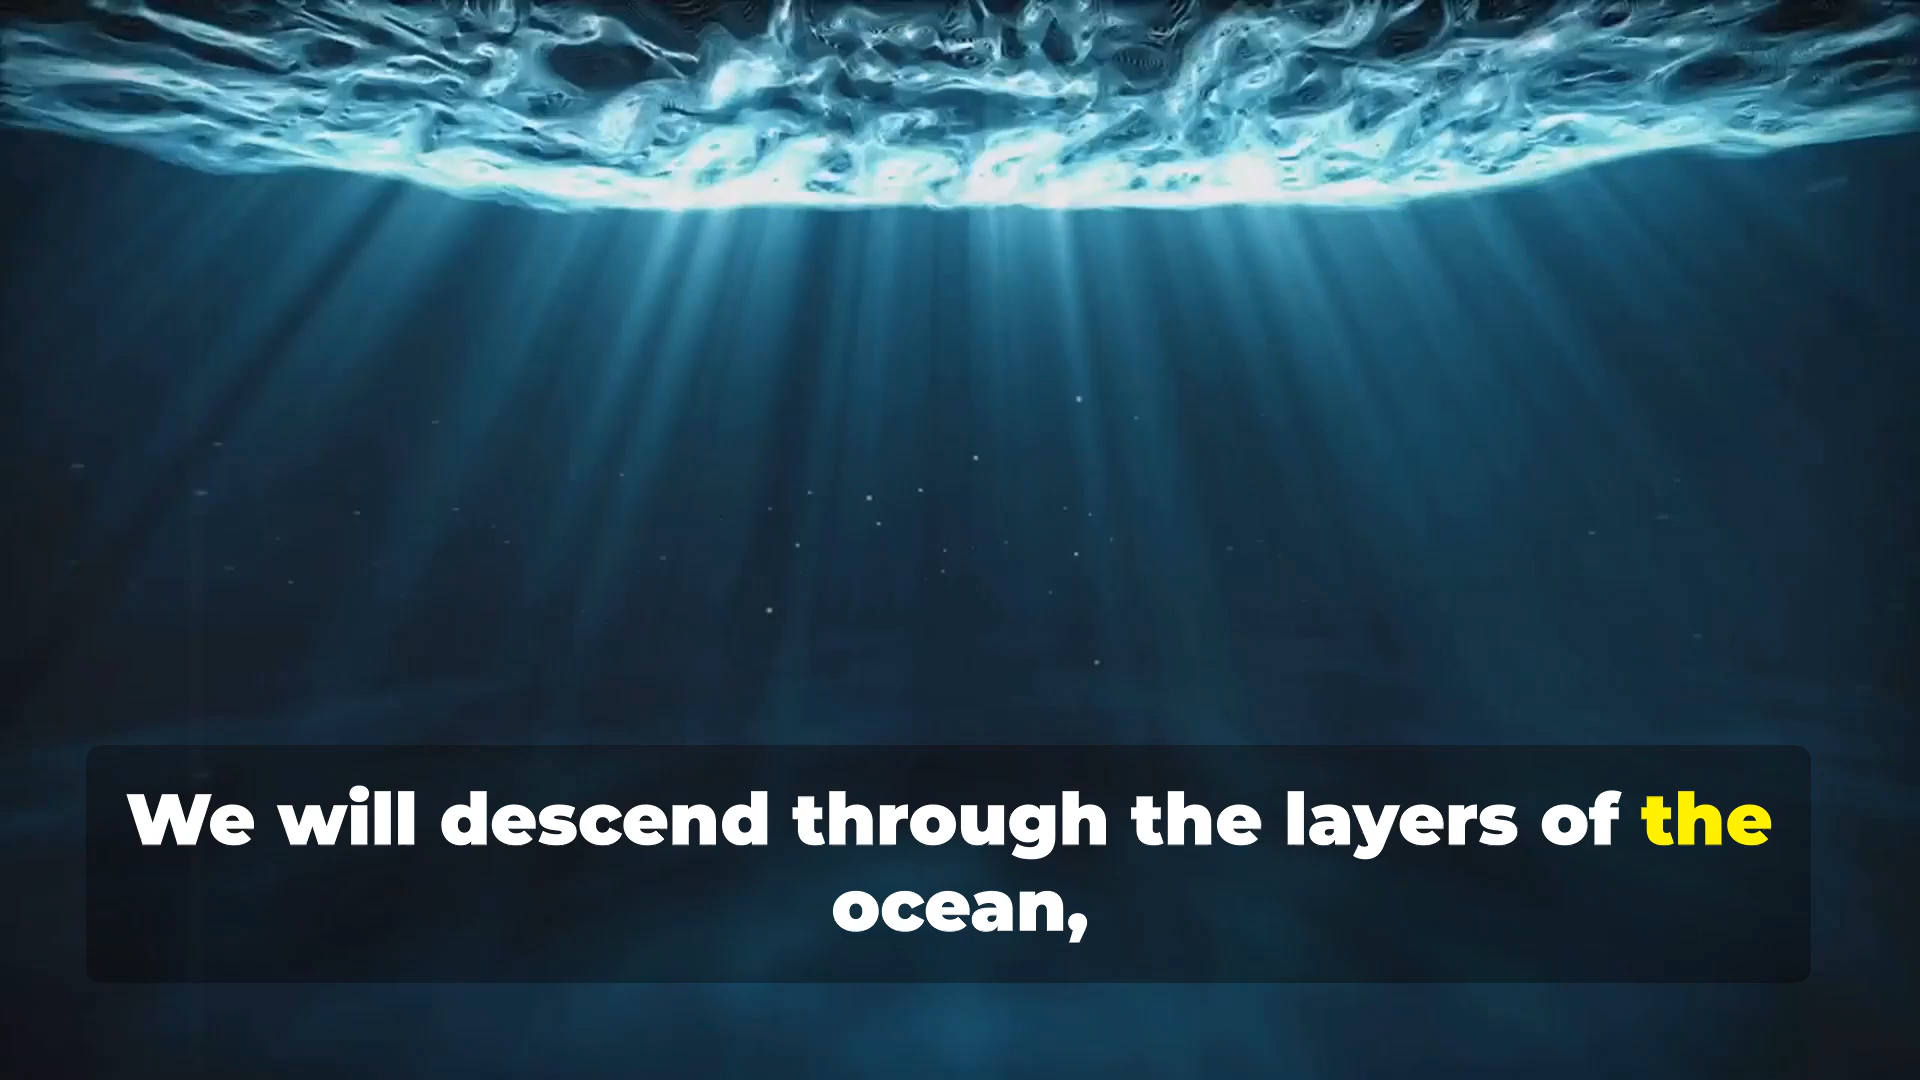 We will descend through the layers of the
ocean,